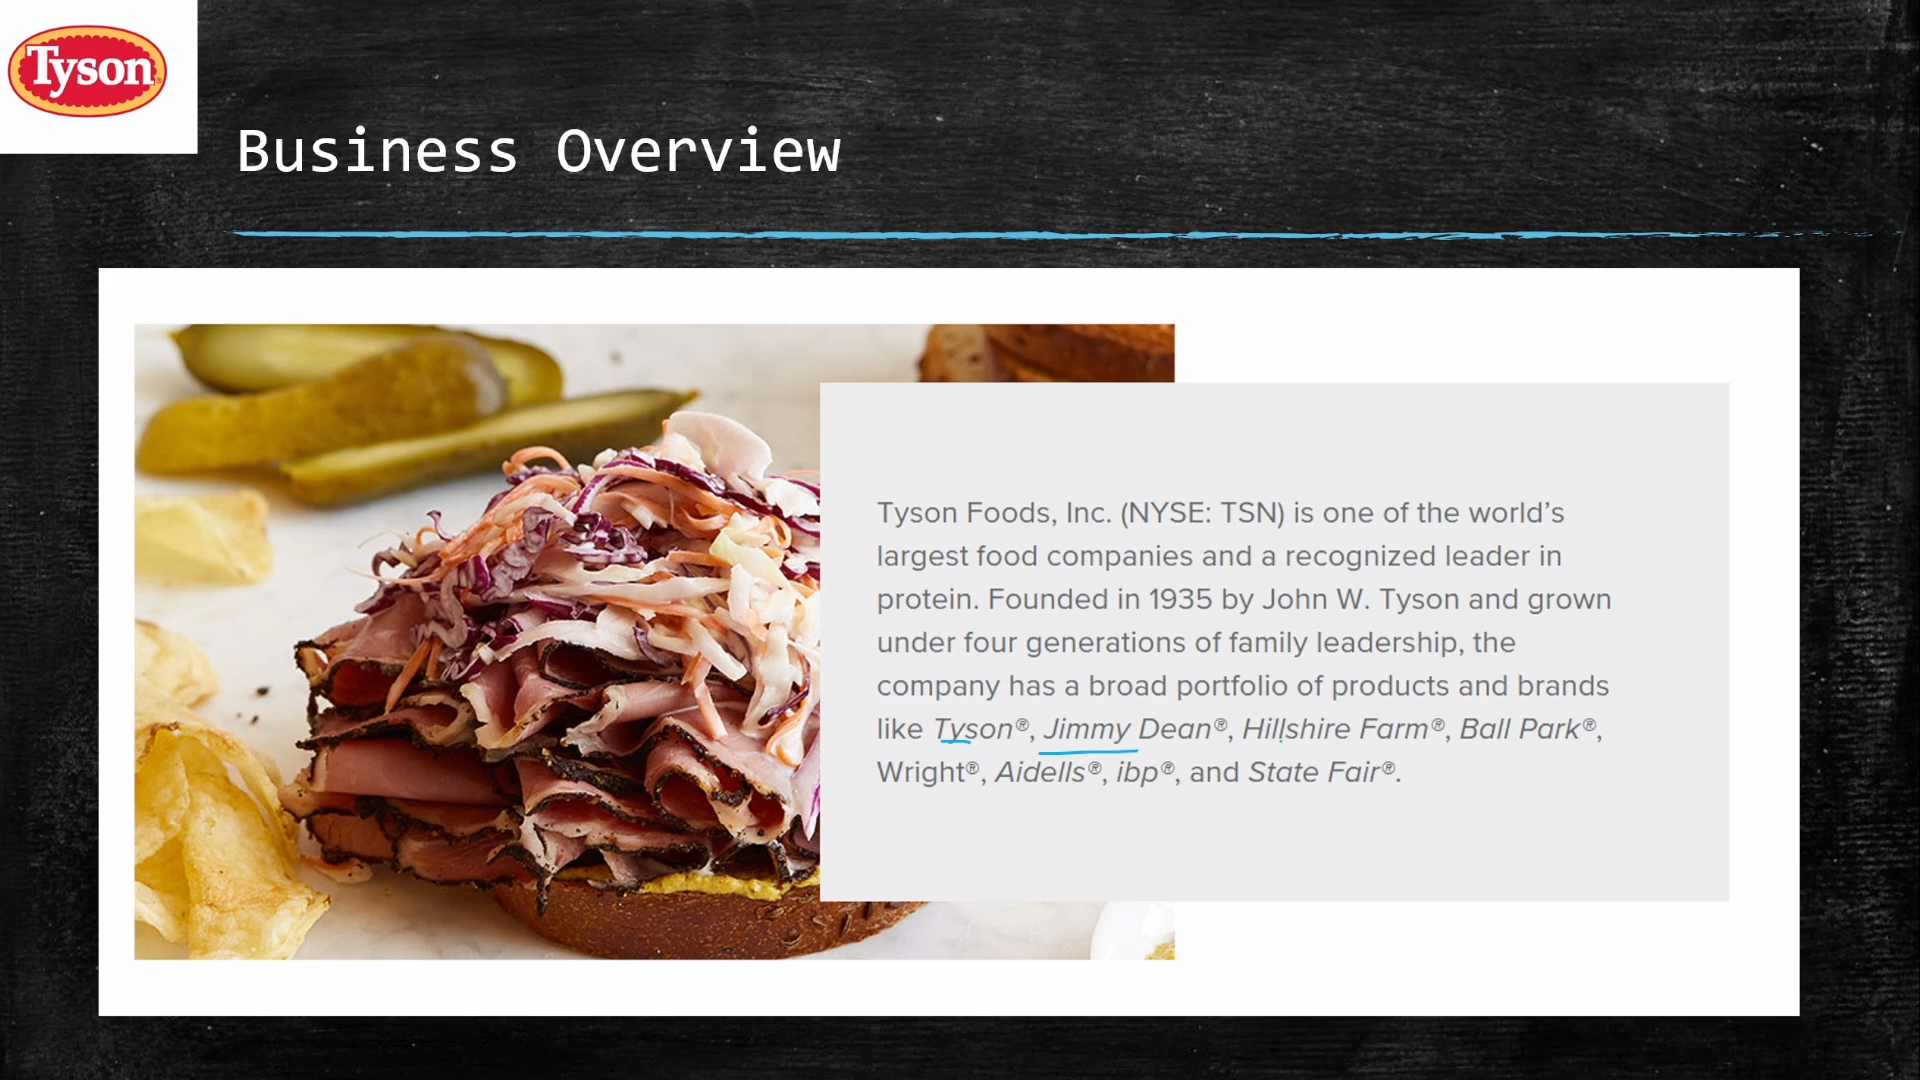 Tyson
Business Overview
Tyson Foods, Inc. (NYSE: TSN) is one of the world’s
largest food companies and a recognized leader in
protein. Founded in 1935 by John W. Tyson and grown
under four generations of family leadership, the
company has a broad portfolio of products and brands
like Tyson®, Jimmy Dean®, Hillshire Farm®, Ball Park®,
Wright®, Aidells®, ibp®, and State Fair®.